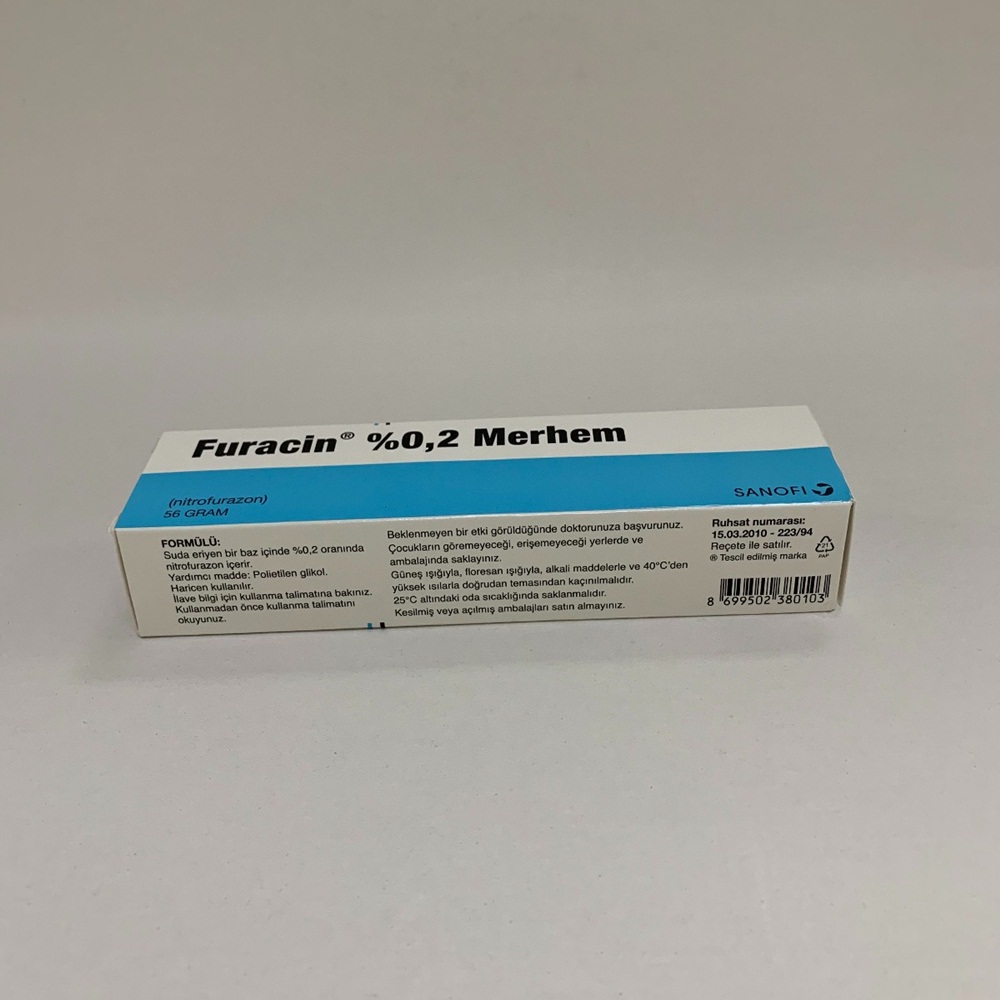 Furacin® %0,2 Merhem
(nitrofurazon)
56 GRAM
SANOFI
FORMÜLÜ:
Suda eriyen bir baz içinde %0,2 oranında
nitrofurazon içerir.
Yardımcı madde: Polietilen glikol.
Haricen kullanılır.
İlave bilgi için kullanma talimatına bakınız.
Kullanmadan önce kullanma talimatını
okuyunuz.
Beklenmeyen bir etki görüldüğünde doktorunuza başvurunuz.
Çocukların göremeyeceği, erişemeyeceği yerlerde ve
ambalajında saklayınız.
Güneş ışığıyla, floresan ışığıyla, alkali maddelerle ve 40°C'den
yüksek ısılarla doğrudan temasından kaçınılmalıdır.
25°C altındaki oda sıcaklığında saklanmalıdır.
Kesilmiş veya açılmış ambalajları satın almayınız.
Ruhsat numarası:
15.03.2010 - 223/94
Reçete ile satılır.
® Tescil edilmiş marka
21
PAP
8 699502 380103